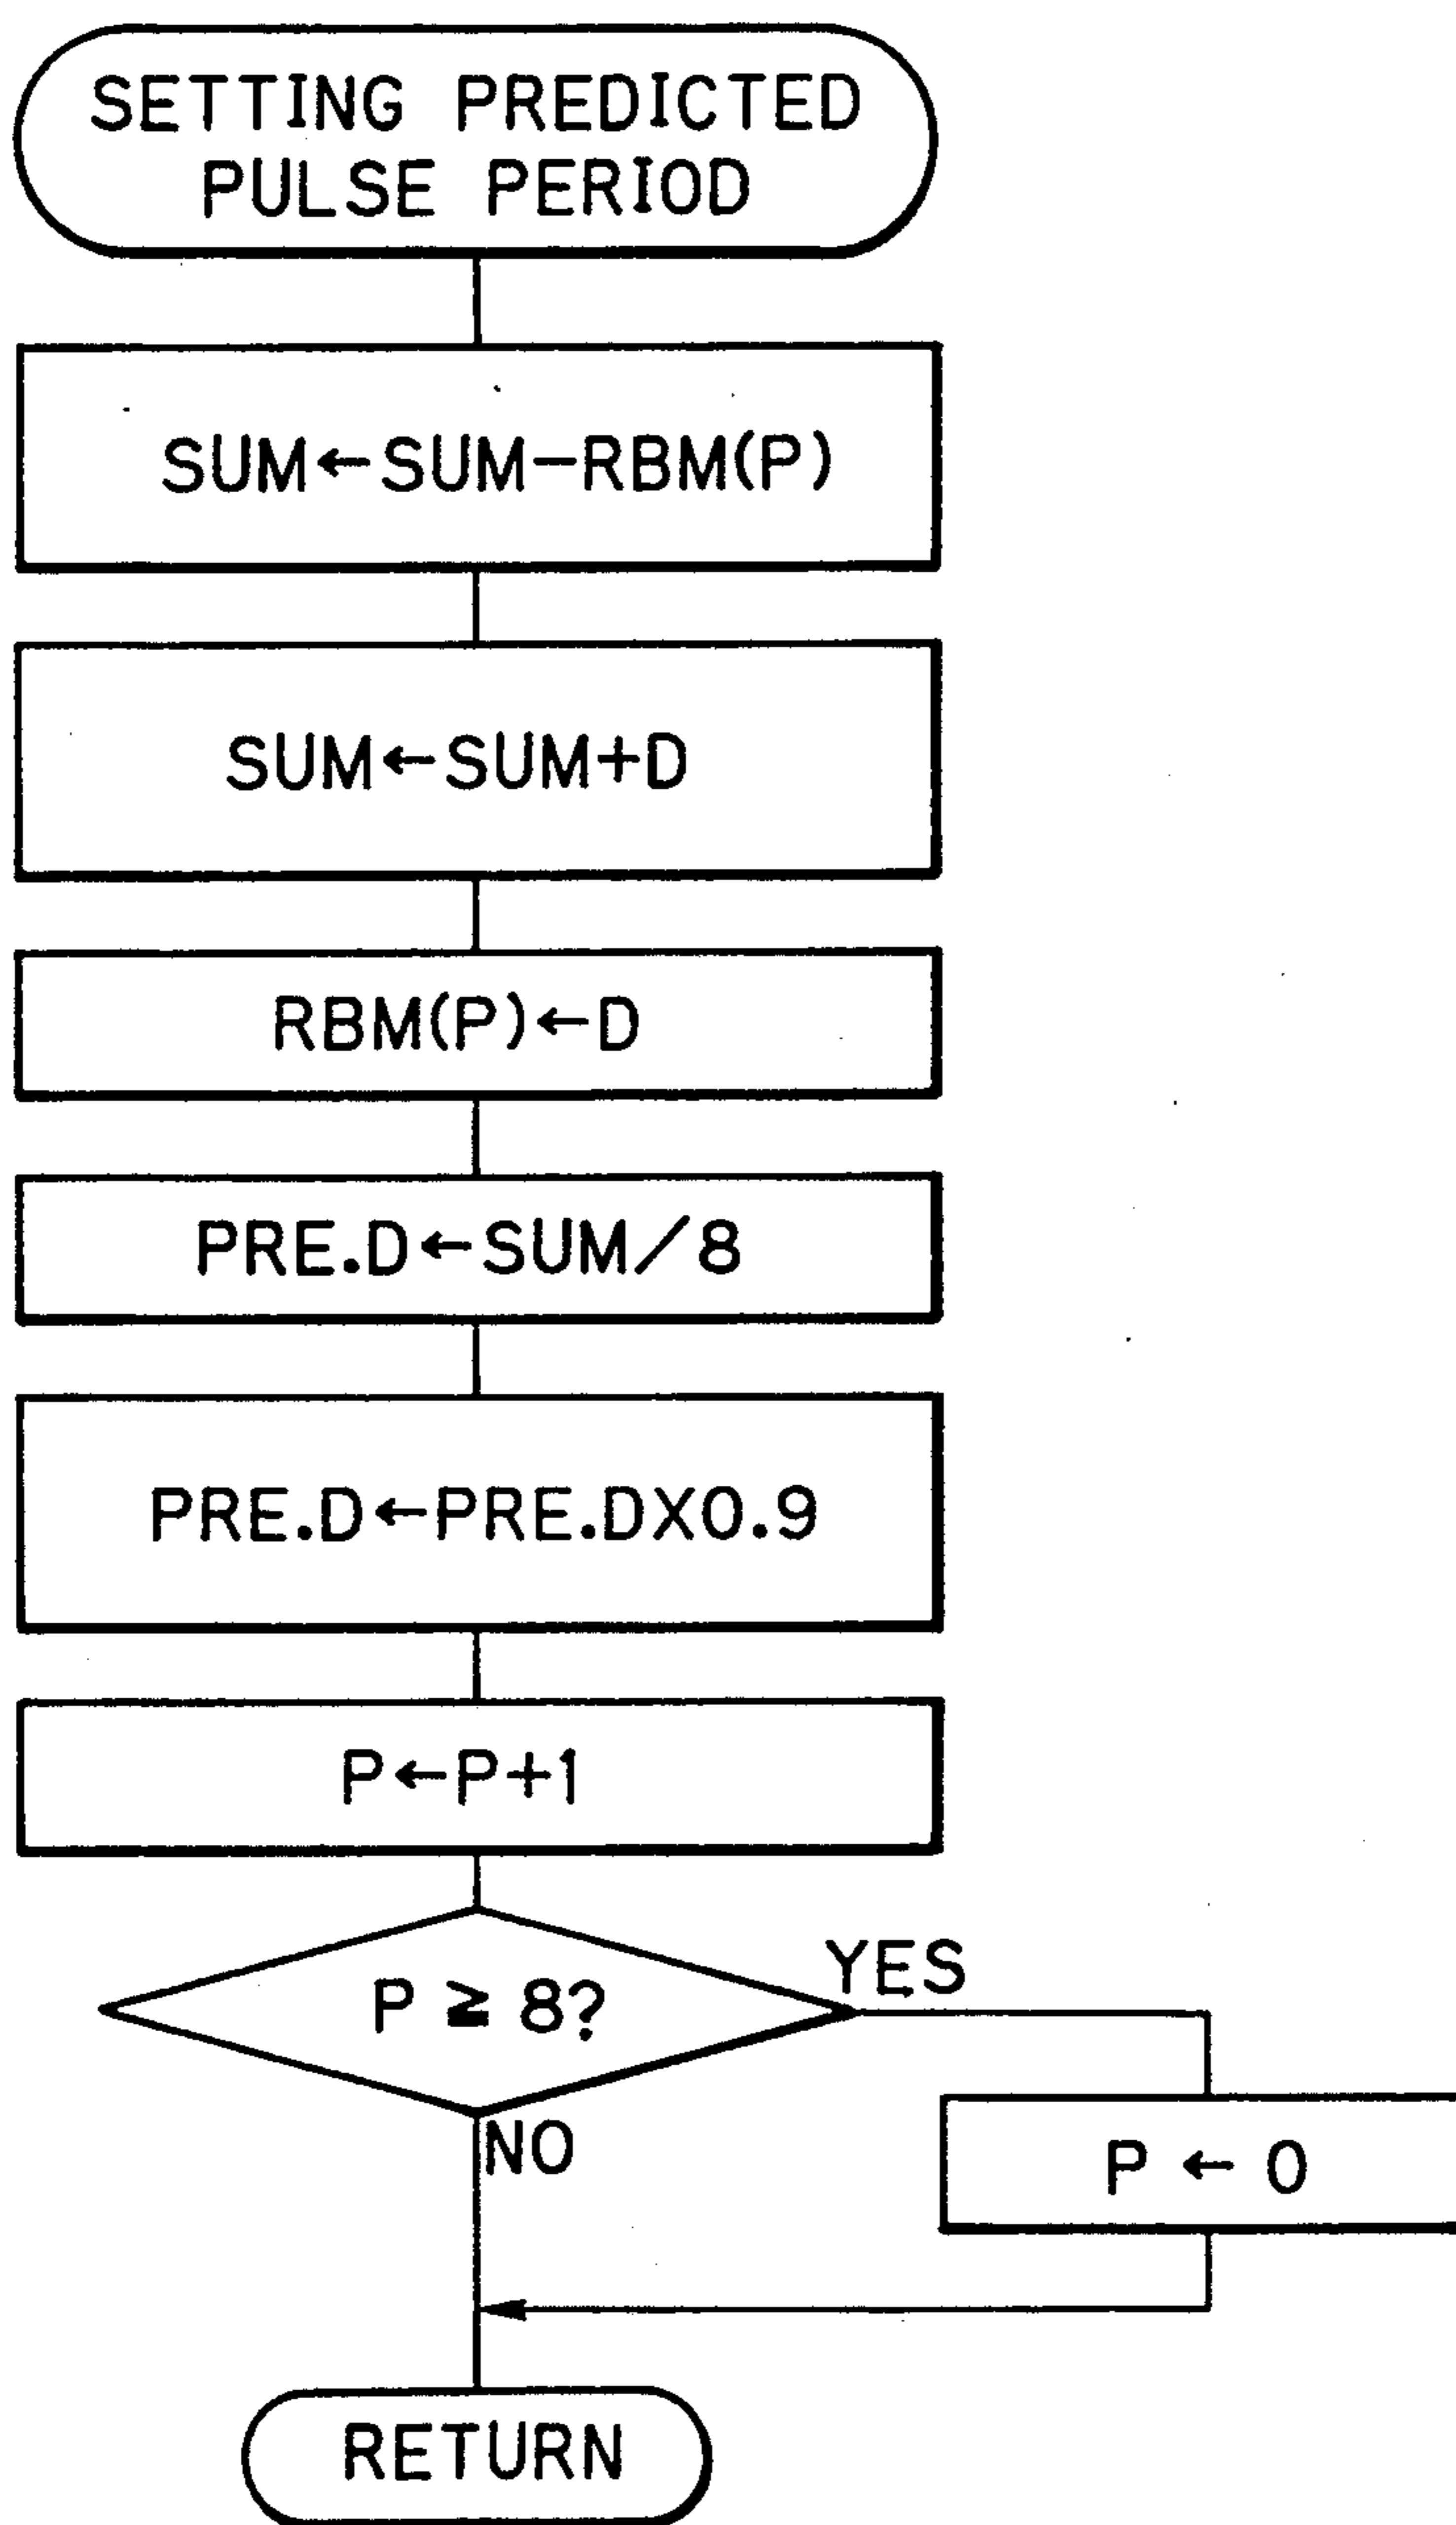 SETTING PREDICTED
PULSE PERIOD
SUM←SUM−RBM(P)
SUM←SUM+D
RBM(P)←D
PRE.D←SUM/8
PRE.D←PRE.DX0.9
P←P+1
P ≧ 8?
YES
NO
P ← 0
RETURN